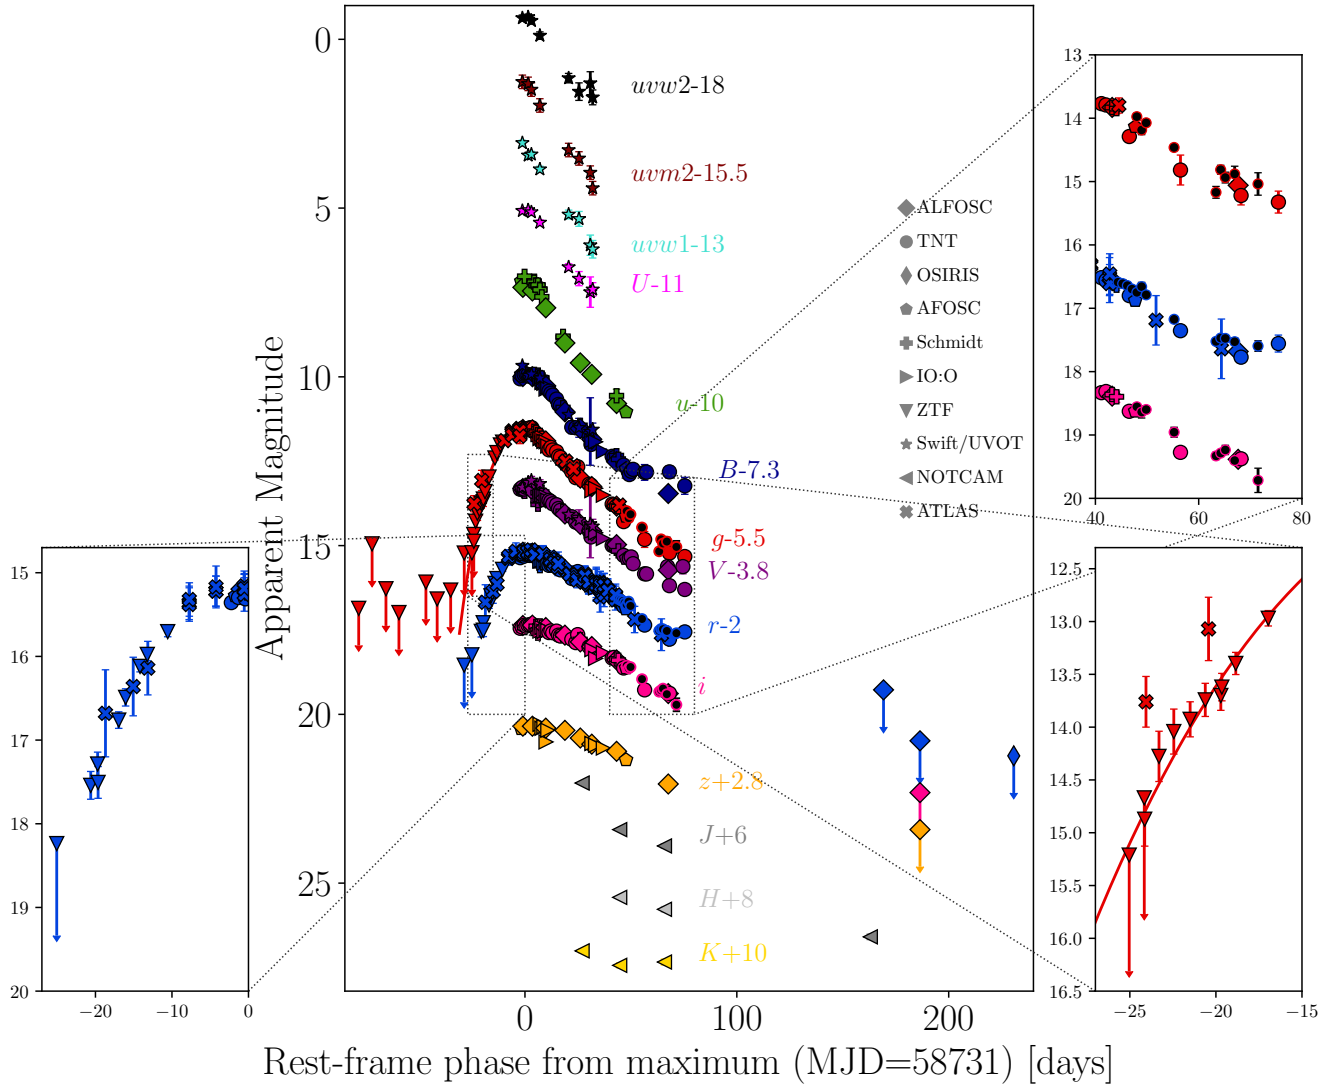 Apparent Magnitude
Rest-frame phase from maximum (MJD=58731) [days]
0
5
10
15
20
25
0
100
200
uvw2-18
uvm2-15.5
uvw1-13
U-11
u-10
B-7.3
g-5.5
V-3.8
r-2
i
z+2.8
J+6
H+8
K+10
ALFOSC
TNT
OSIRIS
AFOSC
Schmidt
IO:O
ZTF
Swift/UVOT
NOTCAM
ATLAS
15
16
17
18
19
20
−20
−10
0
13
14
15
16
17
18
19
20
40
60
80
12.5
13.0
13.5
14.0
14.5
15.0
15.5
16.0
16.5
−25
−20
−15